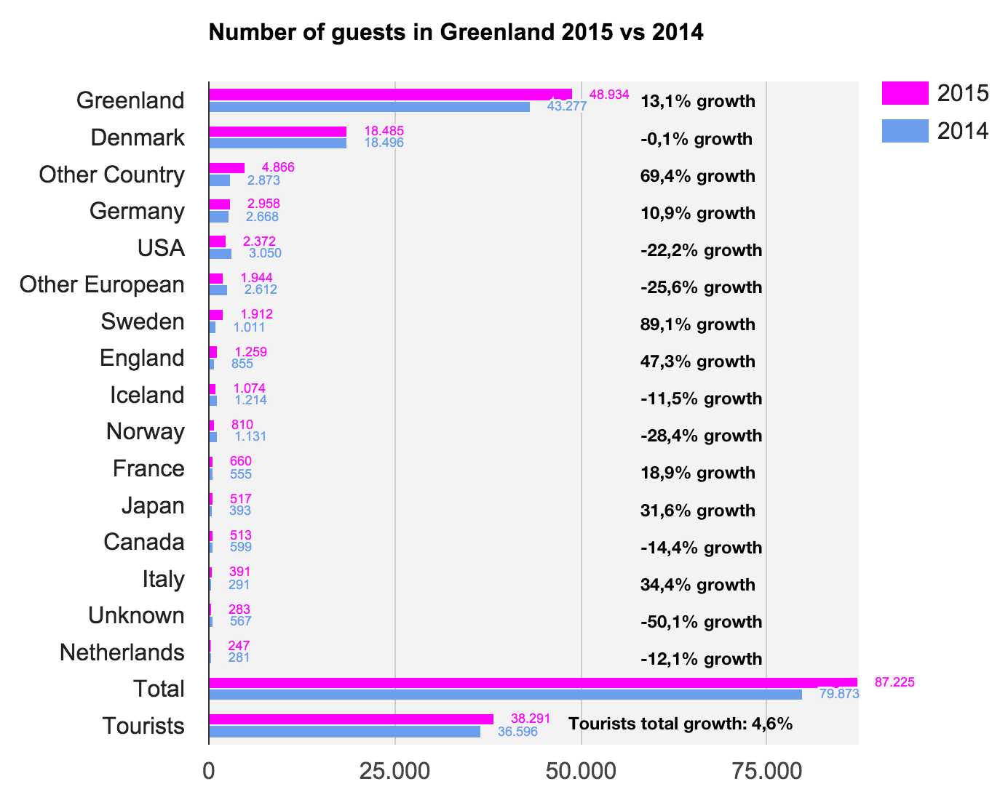 Number of guests in Greenland 2015 vs 2014
2015
2014
Greenland 48.934 43.277 13,1% growth
Denmark 18.485 18.496 -0,1% growth
Other Country 4.866 2.873 69,4% growth
Germany 2.958 2.668 10,9% growth
USA 2.372 3.050 -22,2% growth
Other European 1.944 2.612 -25,6% growth
Sweden 1.912 1.011 89,1% growth
England 1.259 855 47,3% growth
Iceland 1.074 1.214 -11,5% growth
Norway 810 1.131 -28,4% growth
France 660 555 18,9% growth
Japan 517 393 31,6% growth
Canada 513 599 -14,4% growth
Italy 391 291 34,4% growth
Unknown 283 567 -50,1% growth
Netherlands 247 281 -12,1% growth
Total 87.225 79.873
Tourists 38.291 36.596 Tourists total growth: 4,6%
0 25.000 50.000 75.000